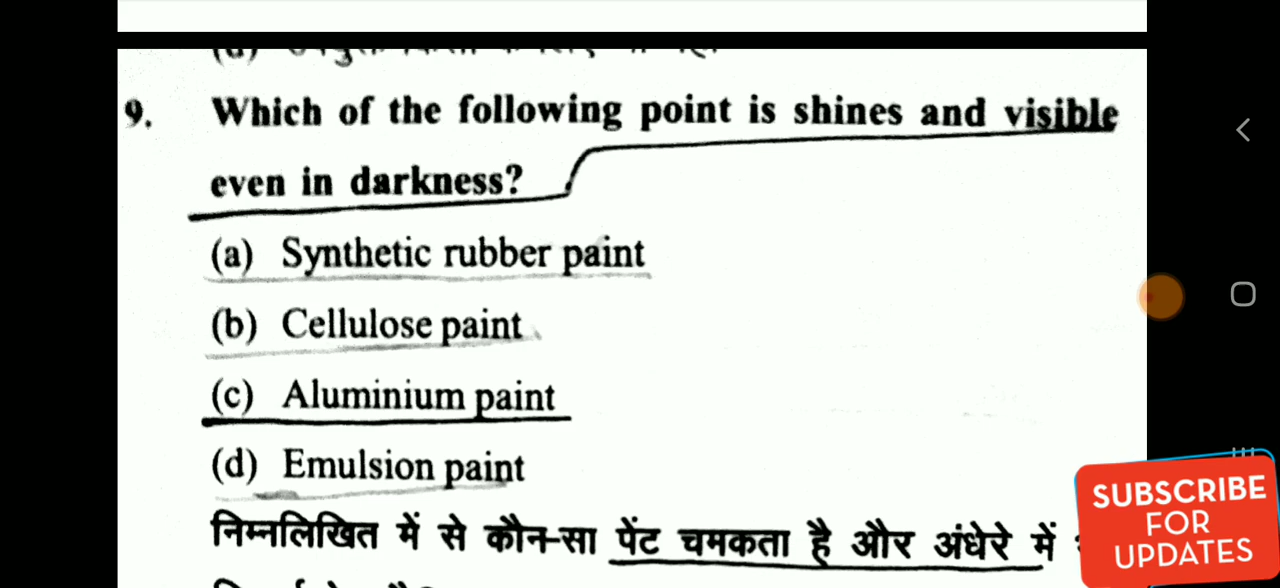 9. Which of the following point is shines and visible
even in darkness?
(a) Synthetic rubber paint
(b) Cellulose paint
(c) Aluminium paint
(d) Emulsion paint
निम्नलिखित में से कौन-सा पेंट चमकता है और अंधेरे में
SUBSCRIBE
FOR
UPDATES